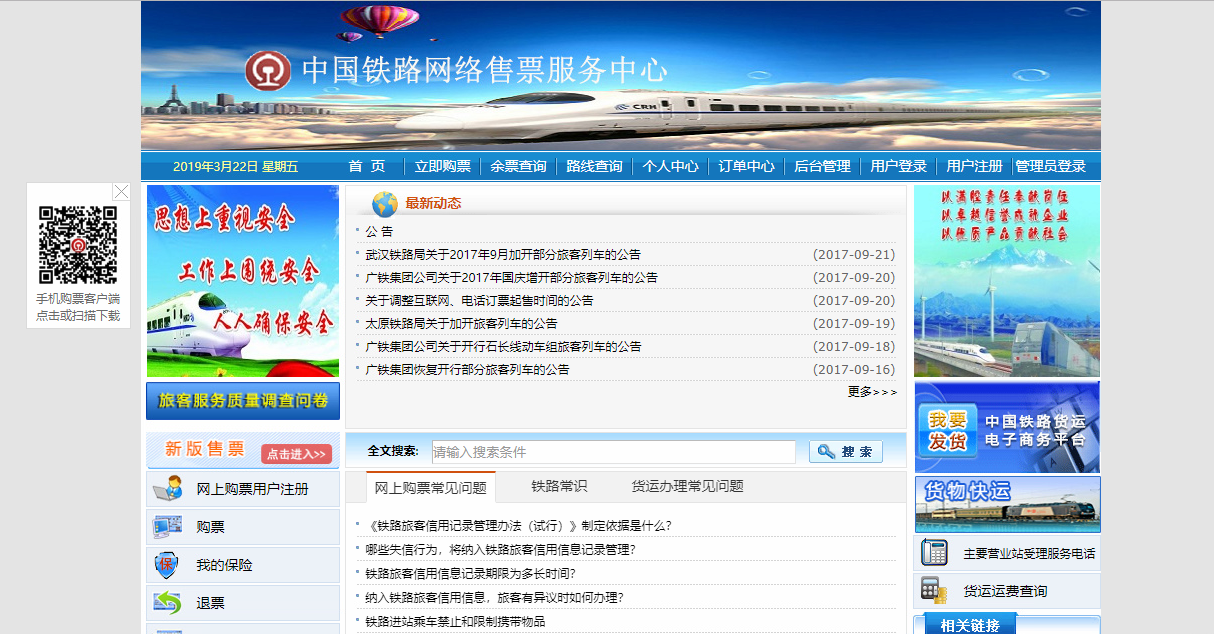 中国铁路网络售票服务中心
CRH
2019年3月22日 星期五
首 页
立即购票
余票查询
路线查询
个人中心
订单中心
后台管理
用户登录
用户注册
管理员登录
手机购票客户端
点击或扫描下载
思想上重视安全
工作上围绕安全
人人确保安全
旅客服务质量调查问卷
新版售票
点击进入>>
网上购票用户注册
购票
保
我的保险
退票
最新动态
公 告
武汉铁路局关于2017年9月加开部分旅客列车的公告 (2017-09-21)
广铁集团公司关于2017年国庆增开部分旅客列车的公告 (2017-09-20)
关于调整互联网、电话订票起售时间的公告 (2017-09-20)
太原铁路局关于加开旅客列车的公告 (2017-09-19)
广铁集团公司关于开行石长线动车组旅客列车的公告 (2017-09-18)
广铁集团恢复开行部分旅客列车的公告 (2017-09-16)
更多>>>
全文搜索:
请输入搜索条件
搜 索
网上购票常见问题
铁路常识
货运办理常见问题
《铁路旅客信用记录管理办法（试行）》制定依据是什么？
哪些失信行为，将纳入铁路旅客信用信息记录管理？
铁路旅客信用信息记录期限为多长时间？
纳入铁路旅客信用信息，旅客有异议时如何办理？
铁路进站乘车禁止和限制携带物品
以满腔责任奉献岗位
以卓越信誉成就企业
以优质产品贡献社会
我要
发货
中国铁路货运
电子商务平台
货物快运
主要营业站受理服务电话
货运运费查询
相关链接